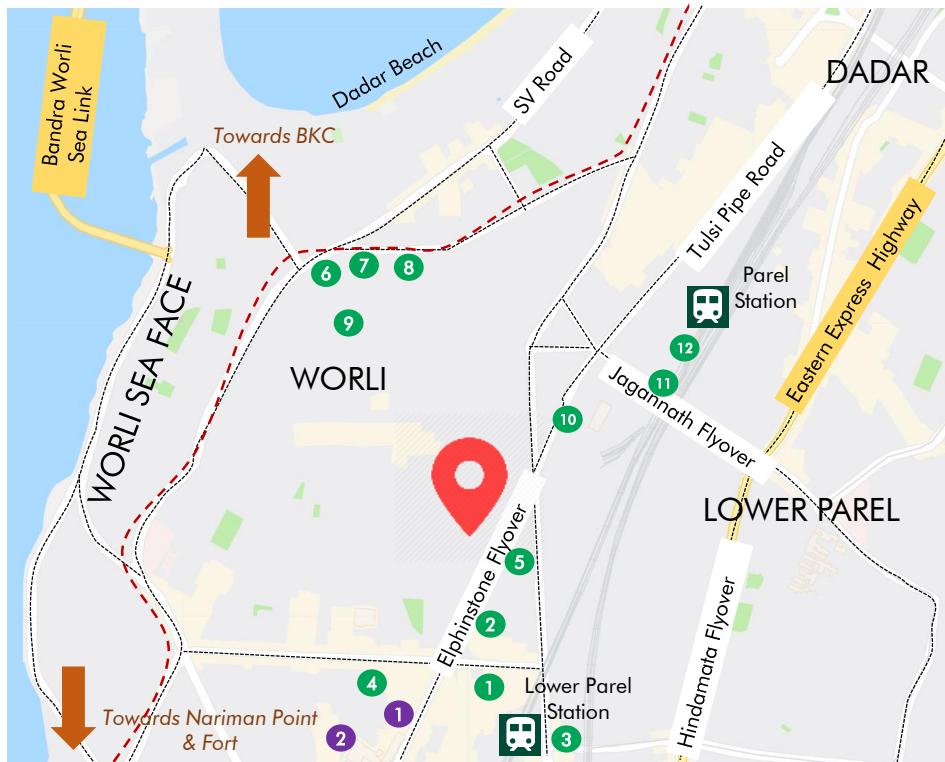 DADAR
Dadar Beach
SV Road
Bandra Worli
Sea Link
Towards BKC
Tulsi Pipe Road
Eastern Express Highway
6
7
8
Parel
Station
9
12
WORLI
WORLI SEA FACE
11
Jagannath Flyover
10
LOWER PAREL
Elphinstone Flyover
5
2
Hindamata Flyover
4
1
Lower Parel
Station
1
Towards Nariman Point
& Fort
2
3